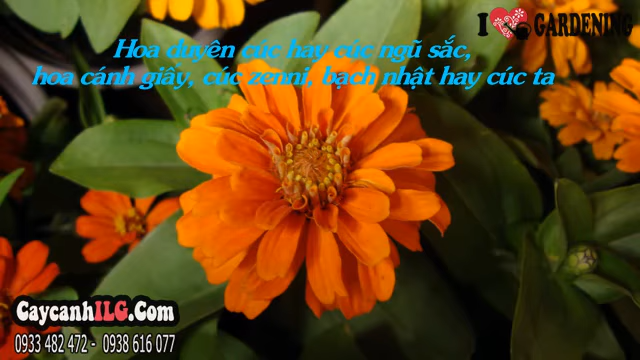 I GARDENING
Hoa duyên cúc hay cúc ngũ sắc,
hoa cánh giấy, cúc zenni, bạch nhật hay cúc ta
CaycanhILG.Com
0933 482 472 - 0938 616 077